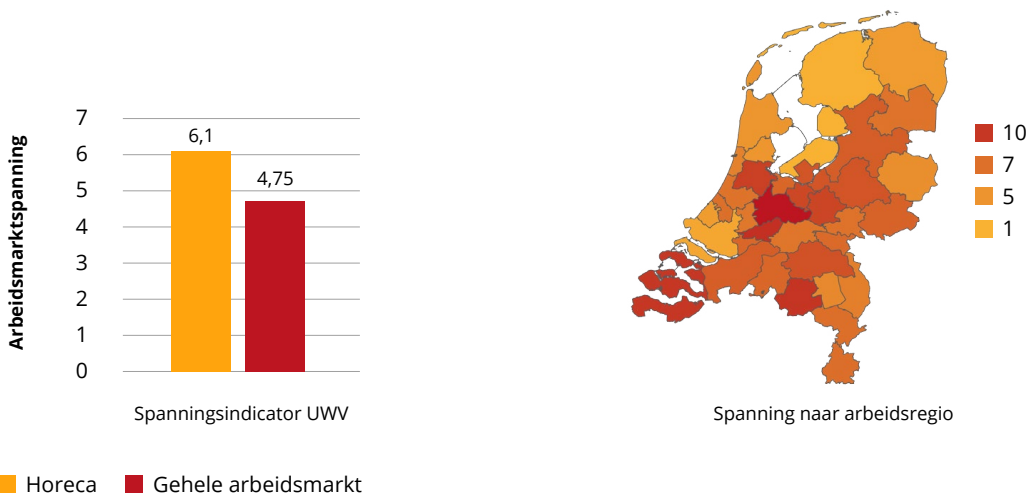 Arbeidsmarktspanning
7
6
5
4
3
2
1
0
6,1
4,75
Spanningsindicator UWV
Horeca
Gehele arbeidsmarkt
10
7
5
1
Spanning naar arbeidsregio